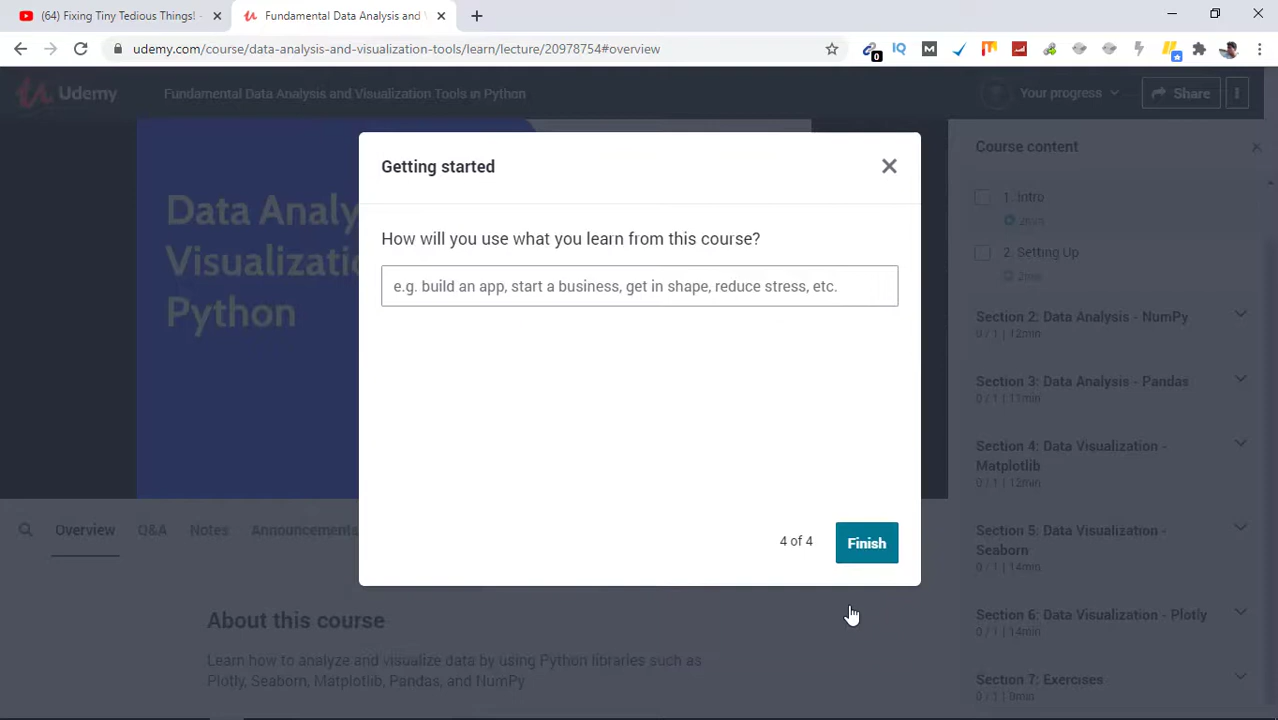 (64) Fixing Tiny Tedious Things! -
Fundamental Data Analysis and V
udemy.com/course/data-analysis-and-visualization-tools/learn/lecture/20978754#overview
0
Udemy
Fundamental Data Analysis and Visualization Tools in Python
Your progress
Share
Getting started
How will you use what you learn from this course?
e.g. build an app, start a business, get in shape, reduce stress, etc.
4 of 4
Finish
Data Analy
Visualizatio
Python
Course content
1. Intro
2min
2. Setting Up
2min
Section 2: Data Analysis - NumPy
0 / 1 | 12min
Section 3: Data Analysis - Pandas
0 / 1 | 11min
Section 4: Data Visualization -
Matplotlib
0 / 1 | 12min
Section 5: Data Visualization -
Seaborn
0 / 1 | 14min
Section 6: Data Visualization - Plotly
0 / 1 | 14min
Section 7: Exercises
0 / 1 | 0min
Overview
Q&A
Notes
Announcements
About this course
Learn how to analyze and visualize data by using Python libraries such as
Plotly, Seaborn, Matplotlib, Pandas, and NumPy